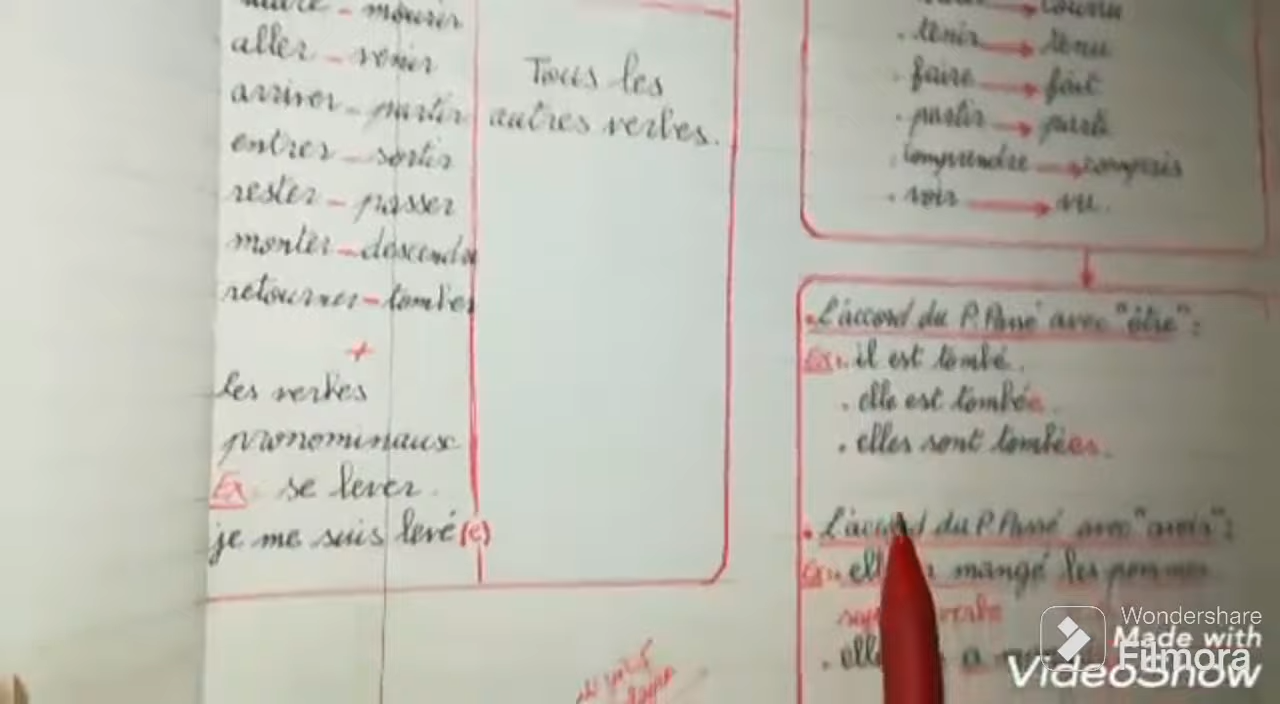 naître - mourir
aller - venir
arriver - partir
entrer - sortir
rester - passer
monter - descendre
retourner - tomber
+
les verbes
pronominaux
Ex. se lever.
je me suis levé(e)
Tous les
autres verbes.
. tenir → tenu
. faire → fait
. partir → parti
. comprendre → compris
. voir → vu.
. L'accord du P. Passé avec "être":
Ex. il est tombé.
. elle est tombée.
. elles sont tombées.
. L'accord du P. Passé avec "avoir":
Ex. mangé les pommes
verbe
. a
Wondershare
Filmora
Made with
VideoShow